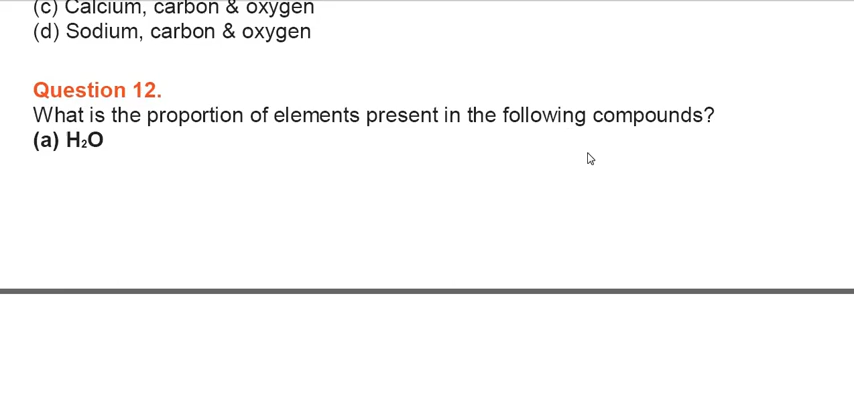 (c) Calcium, carbon & oxygen
(d) Sodium, carbon & oxygen
Question 12.
What is the proportion of elements present in the following compounds?
(a) H₂O